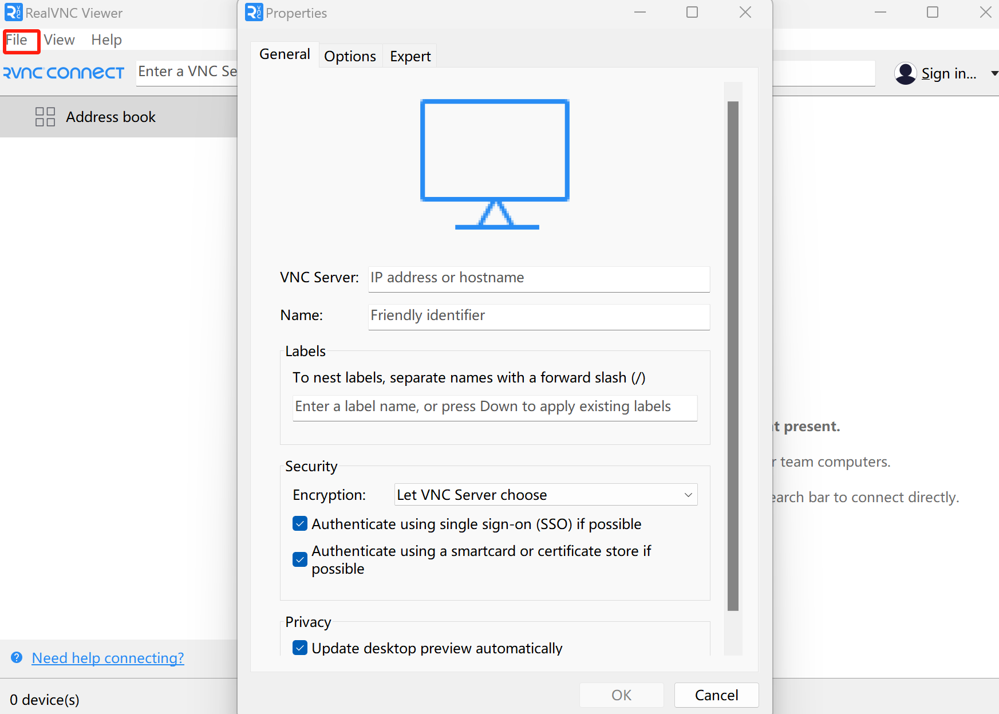 RealVNC Viewer
File View Help
RVNC CONNECT
Enter a VNC Se
Sign in...
Address book
Properties
General Options Expert
VNC Server: IP address or hostname
Name: Friendly identifier
Labels
To nest labels, separate names with a forward slash (/)
Enter a label name, or press Down to apply existing labels
Security
Encryption: Let VNC Server choose
Authenticate using single sign-on (SSO) if possible
Authenticate using a smartcard or certificate store if
possible
Privacy
Update desktop preview automatically
OK Cancel
t present.
r team computers.
earch bar to connect directly.
Need help connecting?
0 device(s)